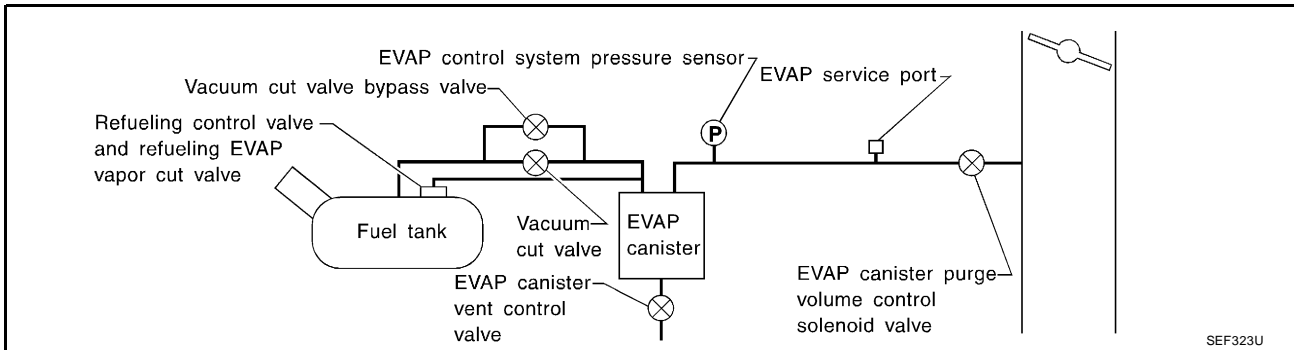 EVAP control system pressure sensor
EVAP service port
Vacuum cut valve bypass valve
Refueling control valve
and refueling EVAP
vapor cut valve
P
Fuel tank
Vacuum
cut valve
EVAP
canister
EVAP canister
vent control
valve
EVAP canister purge
volume control
solenoid valve
SEF323U